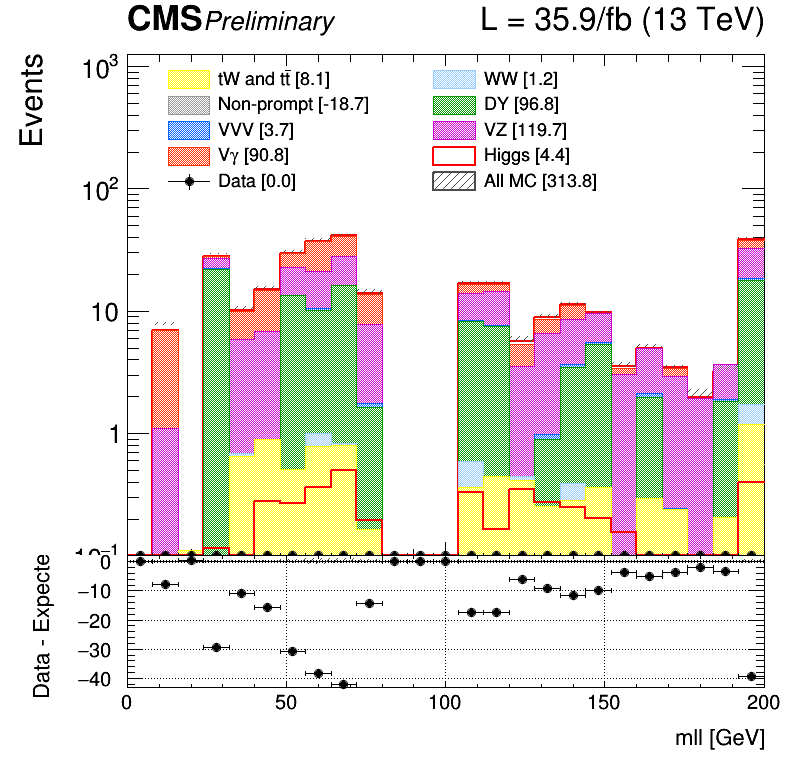 CMS Preliminary L = 35.9/fb (13 TeV)
Events
10³
10²
10
1
tW and tt̄ [8.1]
Non-prompt [-18.7]
VVV [3.7]
Vγ [90.8]
Data [0.0]
WW [1.2]
DY [96.8]
VZ [119.7]
Higgs [4.4]
All MC [313.8]
Data - Expecte
0
−10
−20
−30
−40
0 50 100 150 200
mll [GeV]